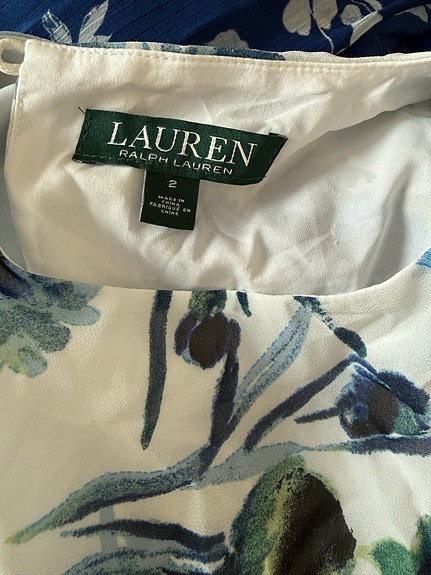 LAUREN
RALPH LAUREN
2
MADE IN
CHINA
FABRIQUÉ EN
CHINE